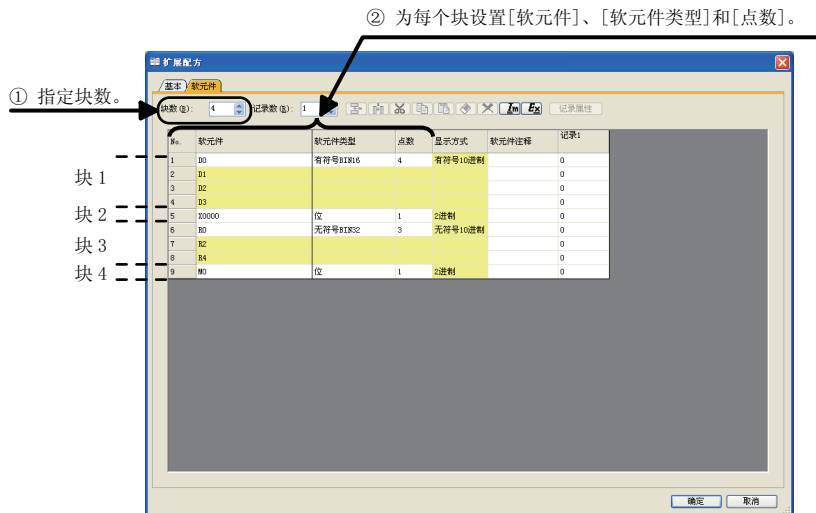 ② 为每个块设置[软元件]、[软元件类型]和[点数]。
扩展配方
① 指定块数。
基本 软元件
块数(B): 4 记录数(R): 1 Im Ex 记录属性
No. 软元件 软元件类型 点数 显示方式 软元件注释 记录1
块 1
1 D0 有符号BIN16 4 有符号10进制 0
2 D1 0
3 D2 0
4 D3 0
块 2
5 X0000 位 1 2进制 0
块 3
6 R0 无符号BIN32 3 无符号10进制 0
7 R2 0
8 R4 0
块 4
9 M0 位 1 2进制 0
确定 取消